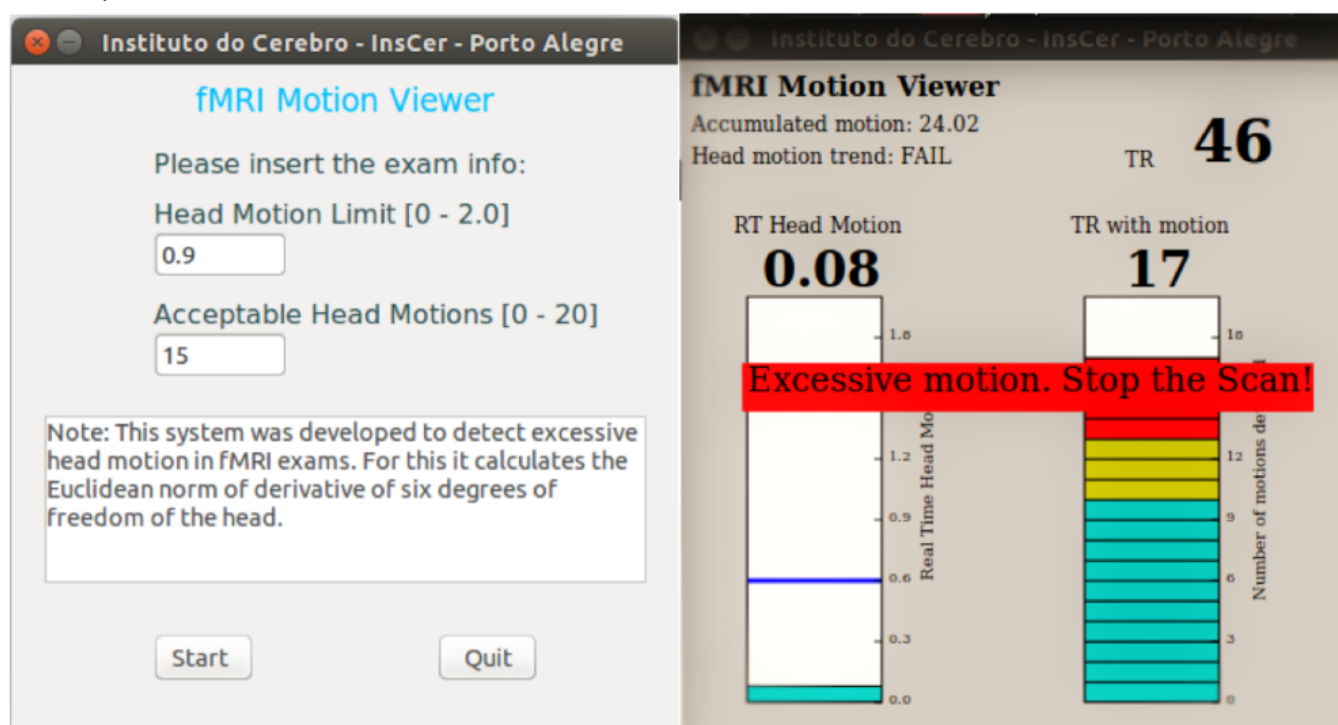 Instituto do Cerebro - InsCer - Porto Alegre
fMRI Motion Viewer
Please insert the exam info:
Head Motion Limit [0 - 2.0]
0.9
Acceptable Head Motions [0 - 20]
15
Note: This system was developed to detect excessive
head motion in fMRI exams. For this it calculates the
Euclidean norm of derivative of six degrees of
freedom of the head.
Start
Quit
Instituto do Cerebro - InsCer - Porto Alegre
fMRI Motion Viewer
Accumulated motion: 24.02
Head motion trend: FAIL
TR 46
RT Head Motion
0.08
TR with motion
17
Excessive motion. Stop the Scan!
1.8
1.2
0.9
0.6
0.3
0.0
Real Time Head
18
12
9
6
3
0
Number of motions